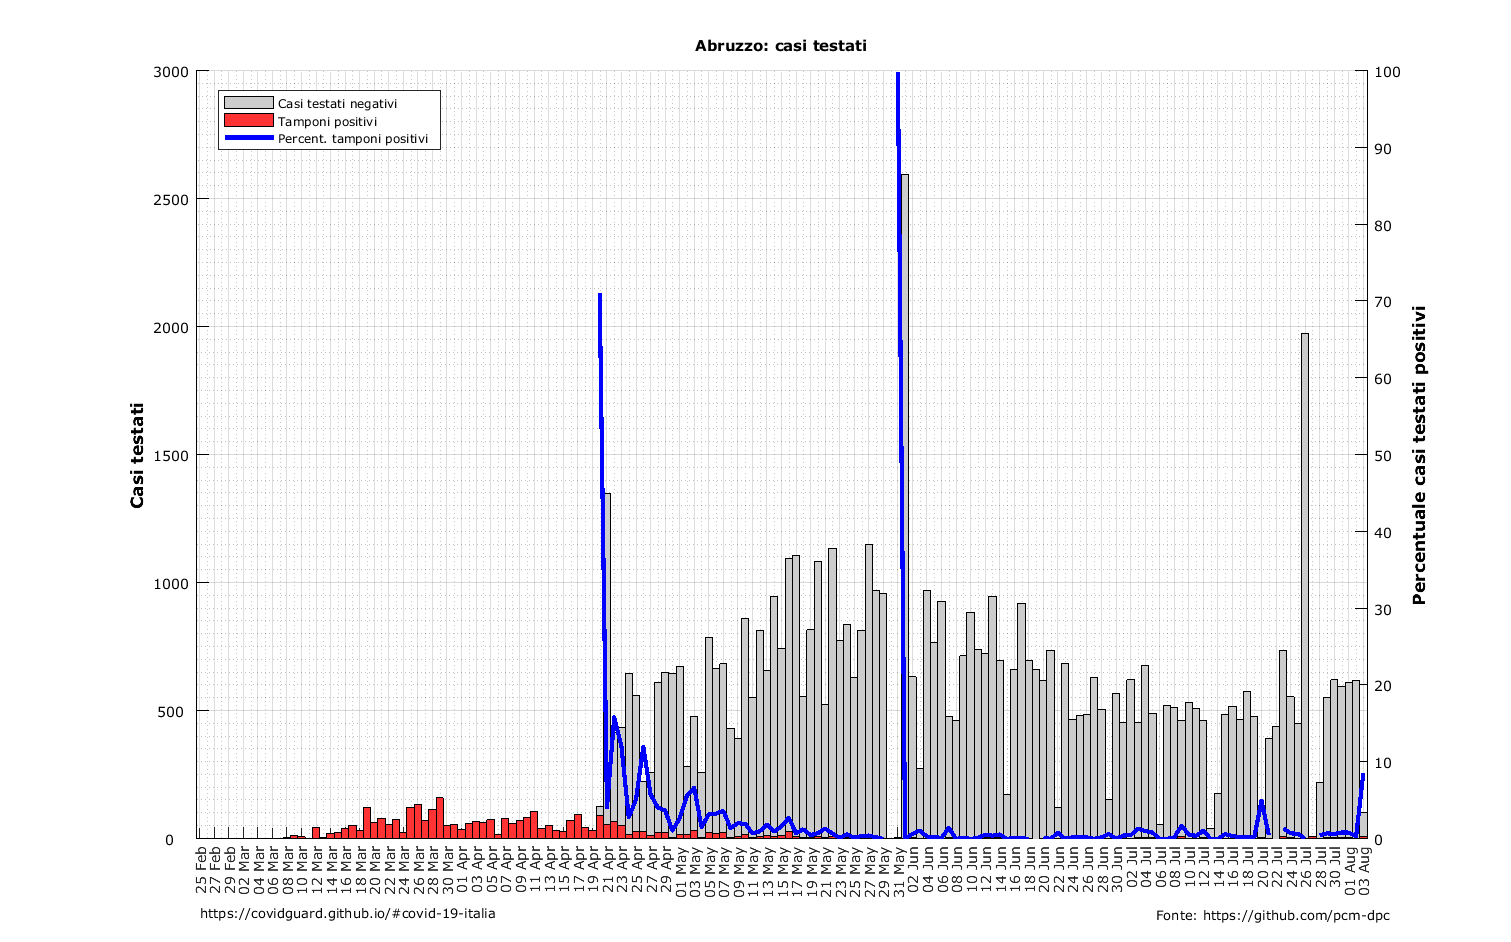 Abruzzo: casi testati
Casi testati negativi
Tamponi positivi
Percent. tamponi positivi
Casi testati
3000
2500
2000
1500
1000
500
0
Percentuale casi testati positivi
100
90
80
70
60
50
40
30
20
10
0
25 Feb
27 Feb
29 Feb
02 Mar
04 Mar
06 Mar
08 Mar
10 Mar
12 Mar
14 Mar
16 Mar
18 Mar
20 Mar
22 Mar
24 Mar
26 Mar
28 Mar
30 Mar
01 Apr
03 Apr
05 Apr
07 Apr
09 Apr
11 Apr
13 Apr
15 Apr
17 Apr
19 Apr
21 Apr
23 Apr
25 Apr
27 Apr
29 Apr
01 May
03 May
05 May
07 May
09 May
11 May
13 May
15 May
17 May
19 May
21 May
23 May
25 May
27 May
29 May
31 May
02 Jun
04 Jun
06 Jun
08 Jun
10 Jun
12 Jun
14 Jun
16 Jun
18 Jun
20 Jun
22 Jun
24 Jun
26 Jun
28 Jun
30 Jun
02 Jul
04 Jul
06 Jul
08 Jul
10 Jul
12 Jul
14 Jul
16 Jul
18 Jul
20 Jul
22 Jul
24 Jul
26 Jul
28 Jul
30 Jul
01 Aug
03 Aug
https://covidguard.github.io/#covid-19-italia
Fonte: https://github.com/pcm-dpc